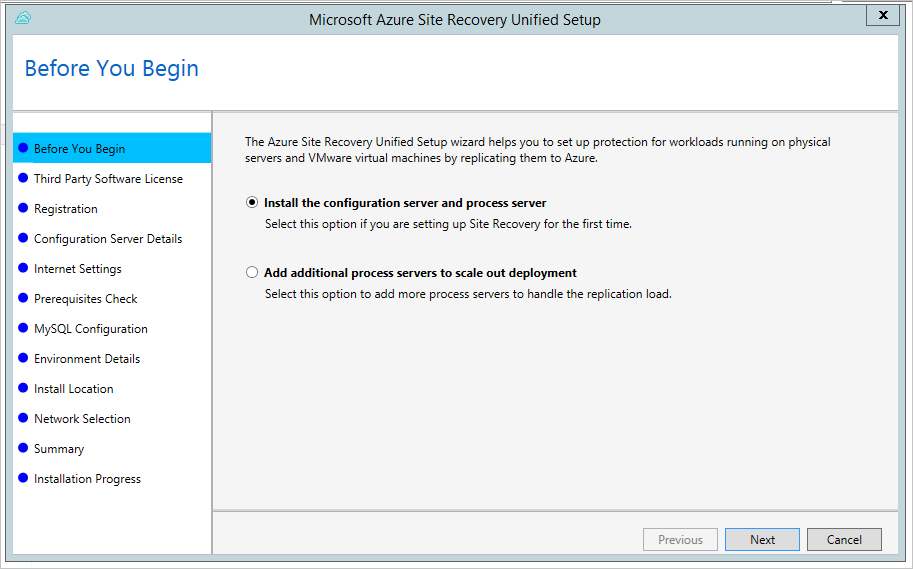 Microsoft Azure Site Recovery Unified Setup
x
Before You Begin
Before You Begin
Third Party Software License
Registration
Configuration Server Details
Internet Settings
Prerequisites Check
MySQL Configuration
Environment Details
Install Location
Network Selection
Summary
Installation Progress
The Azure Site Recovery Unified Setup wizard helps you to set up protection for workloads running on physical
servers and VMware virtual machines by replicating them to Azure.
Install the configuration server and process server
Select this option if you are setting up Site Recovery for the first time.
Add additional process servers to scale out deployment
Select this option to add more process servers to handle the replication load.
Previous Next Cancel